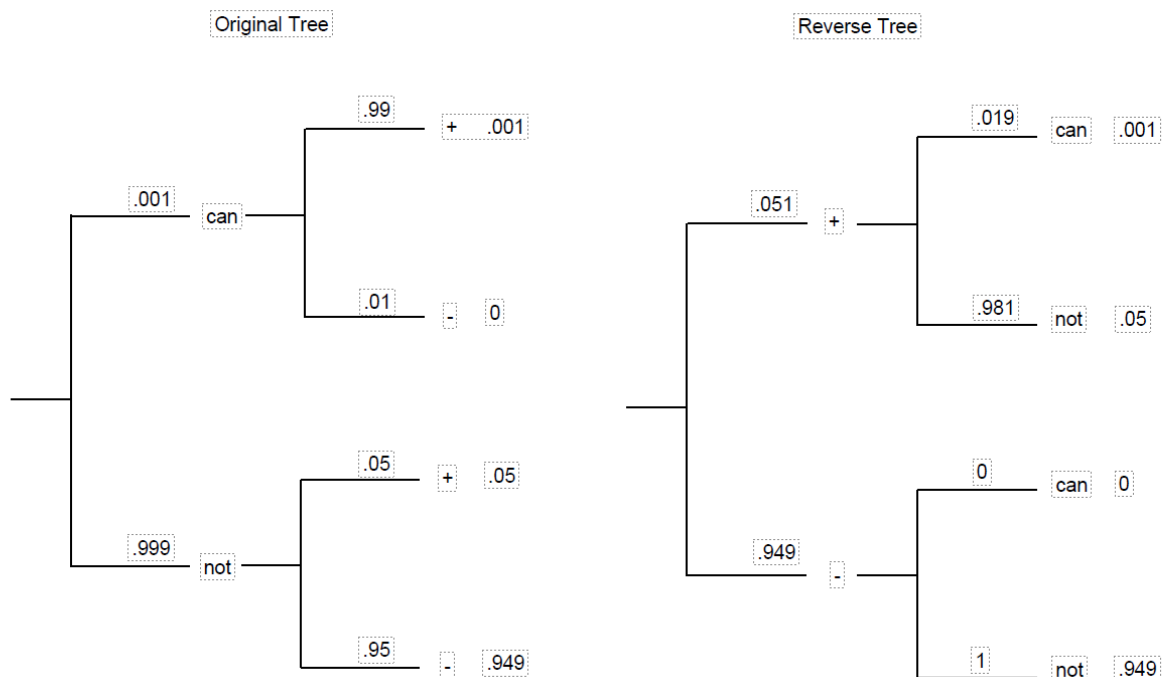 Original Tree
Reverse Tree
.99
+ .001
.001
can
.01
- 0
.05
+ .05
.999
not
.95
- .949
.019
can .001
.051
+
.981
not .05
0
can 0
.949
-
1
not .949